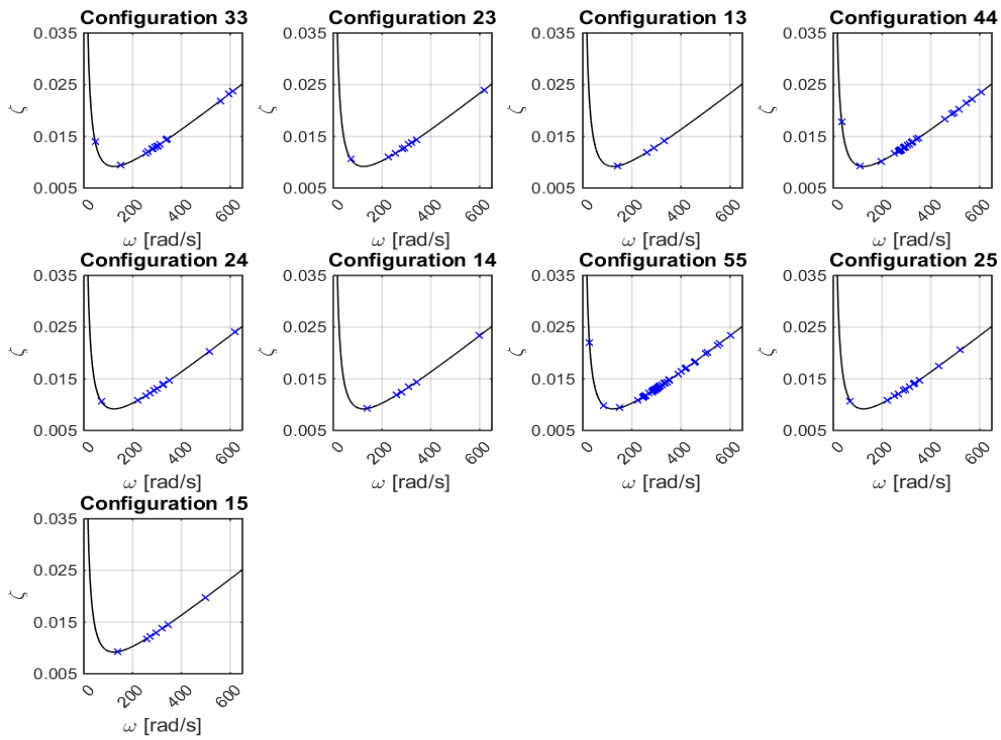 Configuration 33 Configuration 23 Configuration 13 Configuration 44
0.035 0.035 0.035 0.035
0.025 0.025 0.025 0.025
ζ ζ ζ ζ
0.015 0.015 0.015 0.015
0.005 0.005 0.005 0.005
0 200 400 600 0 200 400 600 0 200 400 600 0 200 400 600
ω [rad/s] ω [rad/s] ω [rad/s] ω [rad/s]
Configuration 24 Configuration 14 Configuration 55 Configuration 25
0.035 0.035 0.035 0.035
0.025 0.025 0.025 0.025
ζ ζ ζ ζ
0.015 0.015 0.015 0.015
0.005 0.005 0.005 0.005
0 200 400 600 0 200 400 600 0 200 400 600 0 200 400 600
ω [rad/s] ω [rad/s] ω [rad/s] ω [rad/s]
Configuration 15
0.035
0.025
ζ
0.015
0.005
0 200 400 600
ω [rad/s]